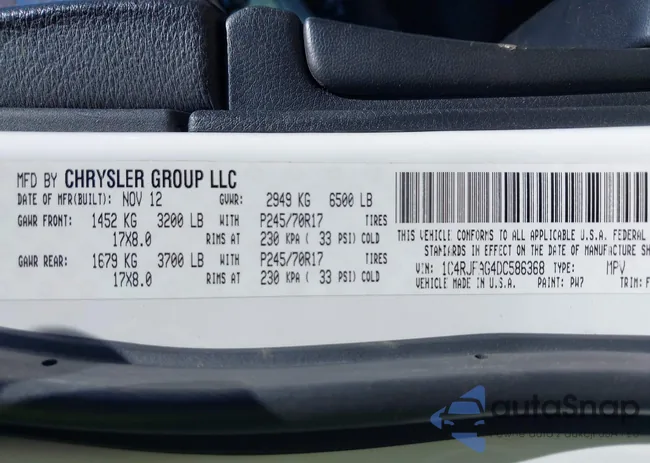 MFD BY CHRYSLER GROUP LLC
DATE OF MFR(BUILT): NOV 12 GVWR: 2949 KG 6500 LB
GAWR FRONT: 1452 KG 3200 LB WITH P245/70R17 TIRES
17X8.0 RIMS AT 230 KPA ( 33 PSI) COLD
GAWR REAR: 1679 KG 3700 LB WITH P245/70R17 TIRES
17X8.0 RIMS AT 230 KPA ( 33 PSI) COLD
THIS VEHICLE CONFORMS TO ALL APPLICABLE U.S.A. FEDERAL
STANDARDS IN EFFECT ON THE DATE OF MANUFACTURE
VIN: 1C4RJFAG4DC586368 TYPE: MPV
VEHICLE MADE IN U.S.A. PAINT: PW7 TRIM:
autoSnap